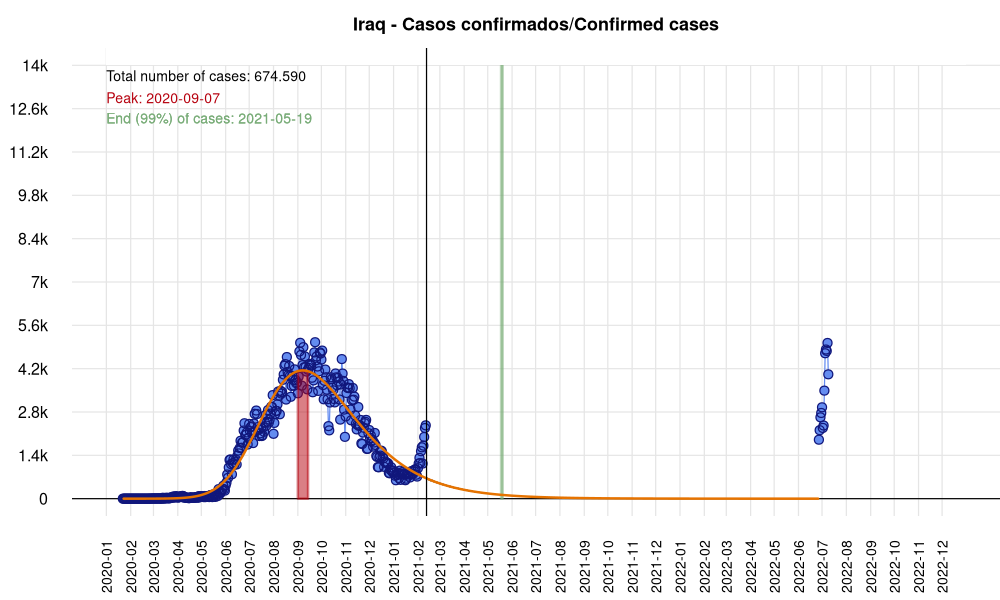 Iraq - Casos confirmados/Confirmed cases
Total number of cases: 674.590
Peak: 2020-09-07
End (99%) of cases: 2021-05-19
14k
12.6k
11.2k
9.8k
8.4k
7k
5.6k
4.2k
2.8k
1.4k
0
2020-01
2020-02
2020-03
2020-04
2020-05
2020-06
2020-07
2020-08
2020-09
2020-10
2020-11
2020-12
2021-01
2021-02
2021-03
2021-04
2021-05
2021-06
2021-07
2021-08
2021-09
2021-10
2021-11
2021-12
2022-01
2022-02
2022-03
2022-04
2022-05
2022-06
2022-07
2022-08
2022-09
2022-10
2022-11
2022-12